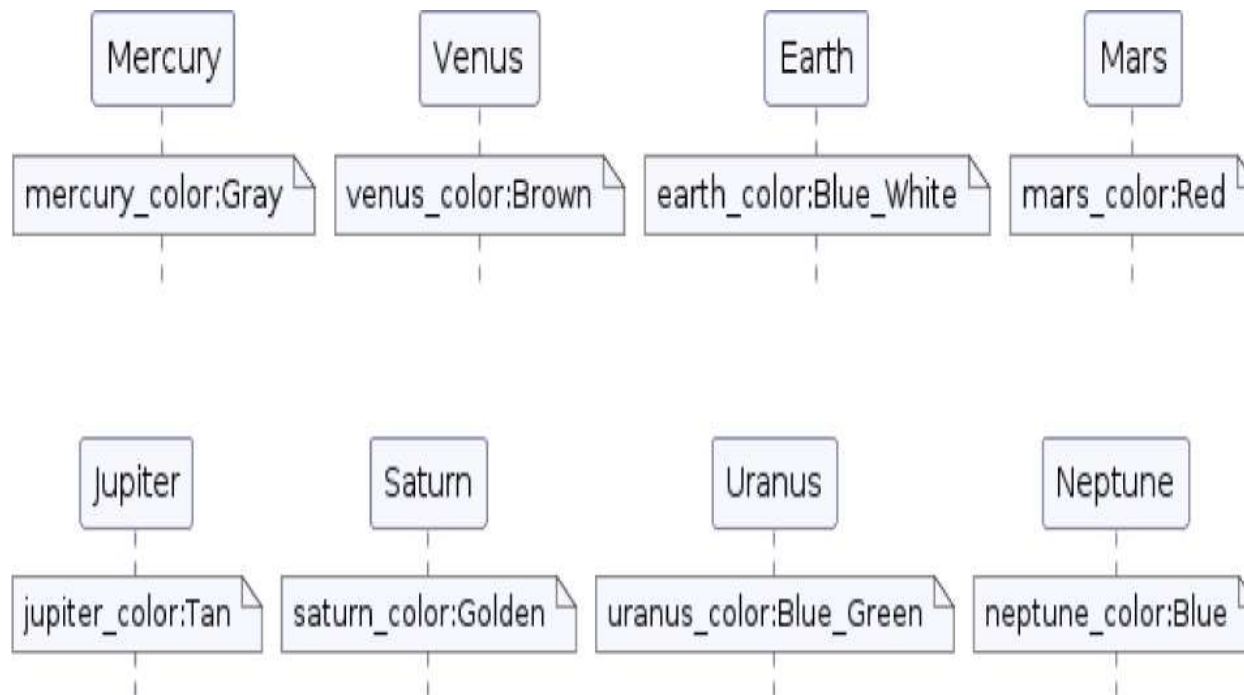 Mercury
Venus
Earth
Mars
mercury_color:Gray
venus_color:Brown
earth_color:Blue_White
mars_color:Red
Jupiter
Saturn
Uranus
Neptune
jupiter_color:Tan
saturn_color:Golden
uranus_color:Blue_Green
neptune_color:Blue